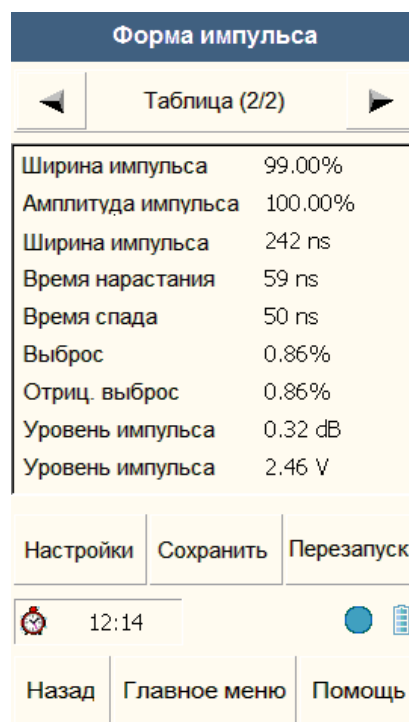 Форма импульса
Таблица (2/2)
Ширина импульса 99.00%
Амплитуда импульса 100.00%
Ширина импульса 242 ns
Время нарастания 59 ns
Время спада 50 ns
Выброс 0.86%
Отриц. выброс 0.86%
Уровень импульса 0.32 dB
Уровень импульса 2.46 V
Настройки Сохранить Перезапуск
12:14
Назад Главное меню Помощь